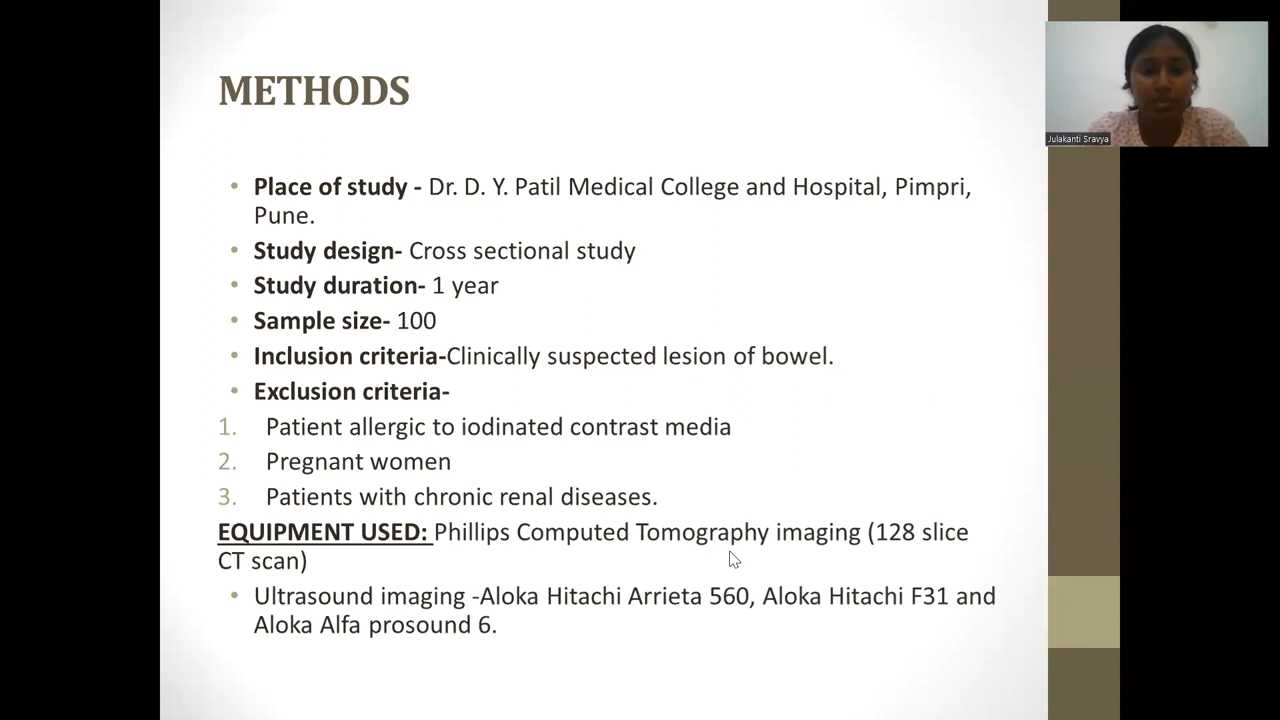 METHODS
Julakanti Sravya
• Place of study - Dr. D. Y. Patil Medical College and Hospital, Pimpri,
Pune.
• Study design- Cross sectional study
• Study duration- 1 year
• Sample size- 100
• Inclusion criteria-Clinically suspected lesion of bowel.
• Exclusion criteria-
1. Patient allergic to iodinated contrast media
2. Pregnant women
3. Patients with chronic renal diseases.
EQUIPMENT USED: Phillips Computed Tomography imaging (128 slice
CT scan)
• Ultrasound imaging -Aloka Hitachi Arrieta 560, Aloka Hitachi F31 and
Aloka Alfa prosound 6.